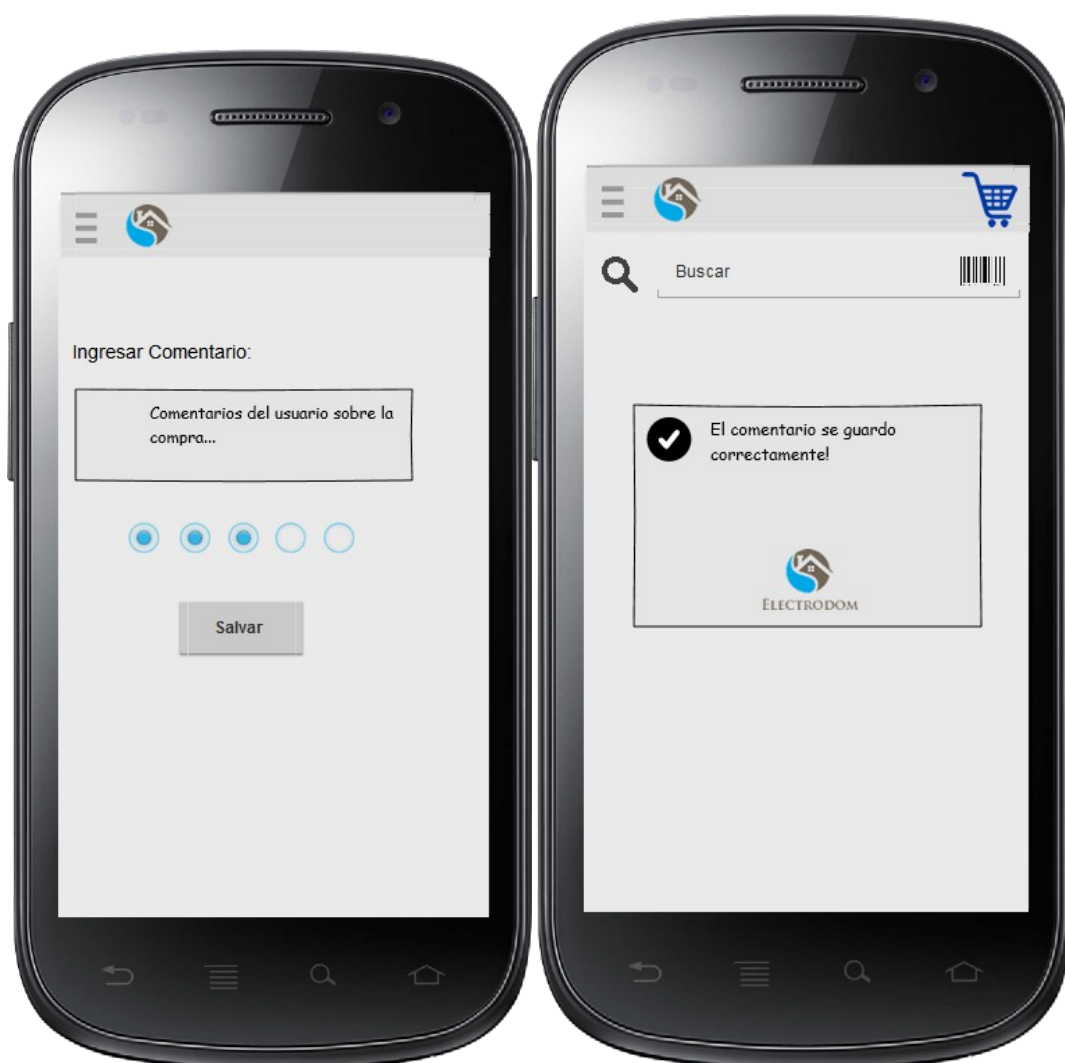 Ingresar Comentario:
Comentarios del usuario sobre la
compra...
Salvar
Buscar
El comentario se guardo
correctamente!
ELECTRODOM